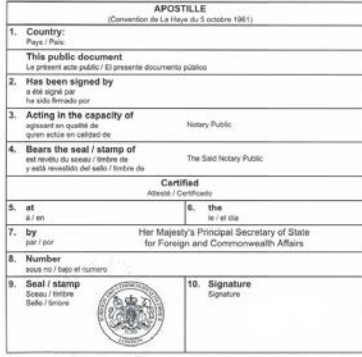 APOSTILLE
(Convention de La Haye du 5 octobre 1961)
1. Country:
Pays / Pais:
This public document
Le présent acte public / El presente documento público
2. Has been signed by
a été signé par
ha sido firmado por
3. Acting in the capacity of
agissant en qualité de
quien actúa en calidad de
Notary Public
4. Bears the seal / stamp of
est revêtu du sceau / timbre de
y está revestido del sello / timbre de
The Said Notary Public
Certified
Attesté / Certificado
5. at
à / en
6. the
le / el día
7. by
par / por
Her Majesty's Principal Secretary of State
for Foreign and Commonwealth Affairs
8. Number
sous no / bajo el numero
9. Seal / stamp
Sceau / timbre
Sello / timbre
LONDON
10. Signature
Signature